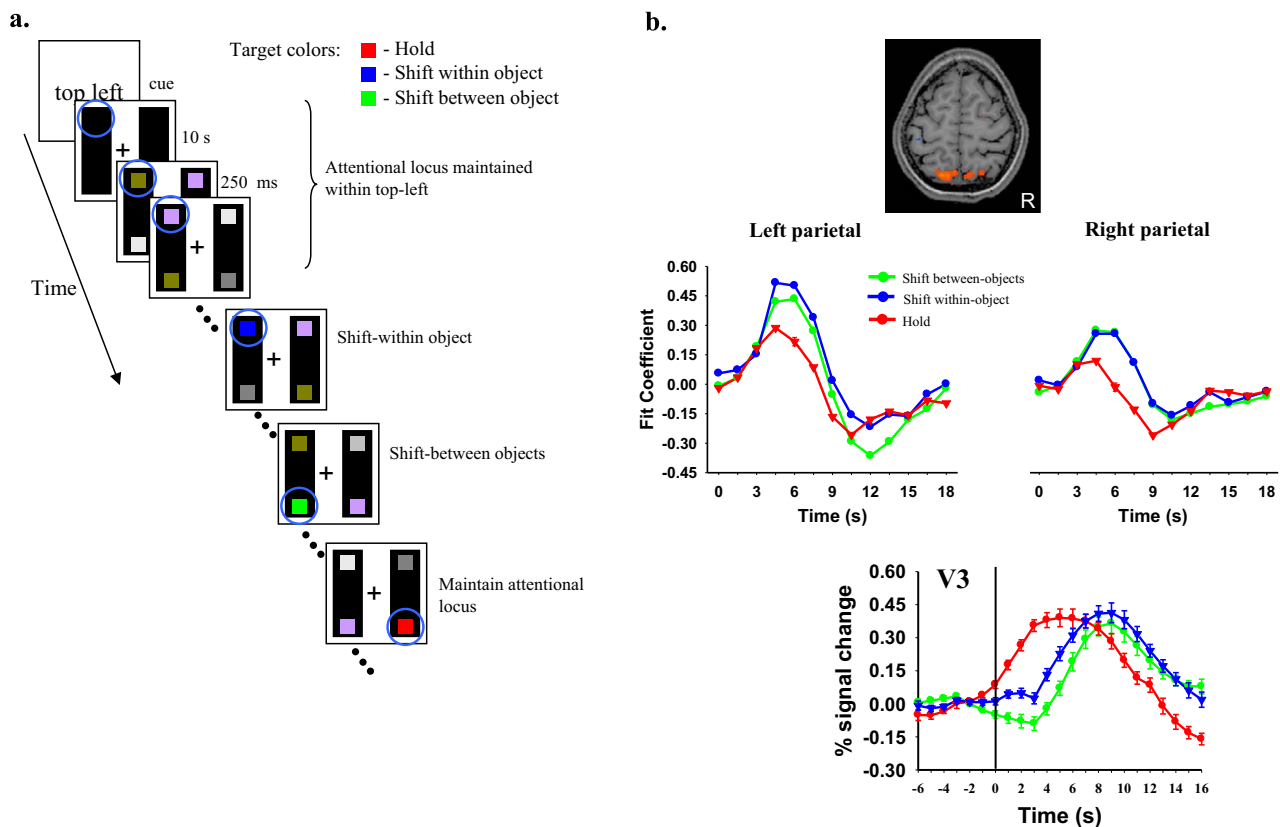 a.
Target colors:
- Hold
- Shift within object
- Shift between object
top left
cue
+
10 s
250 ms
+
Attentional locus maintained
within top-left
Time
Shift-within object
+
Shift-between objects
+
Maintain attentional
locus
+
b.
R
Left parietal
Right parietal
Shift between-objects
Shift within-object
Hold
Fit Coefficient
0.60
0.45
0.30
0.15
0.00
-0.15
-0.30
-0.45
0 3 6 9 12 15 18
Time (s)
0 3 6 9 12 15 18
Time (s)
V3
% signal change
0.60
0.45
0.30
0.15
0.00
-0.15
-0.30
-6 -4 -2 0 2 4 6 8 10 12 14 16
Time (s)